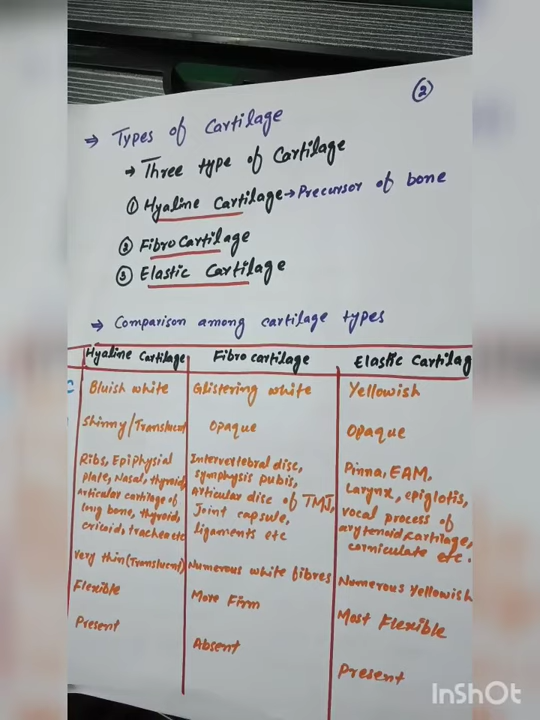 ②
⇒ Types of Cartilage
→ Three type of Cartilage
① Hyaline Cartilage → Precursor of bone
② Fibro Cartilage
③ Elastic Cartilage
⇒ Comparison among cartilage types
Hyaline Cartilage
Fibro cartilage
Elastic Cartilag
Bluish white
Glistering white
Yellowish
Shinny/Translucent
Opaque
Opaque
Ribs, Epiphysial
plate, Nasal, thyroid,
Articular cartilage of
long bone, thyroid,
cricoid, trachea etc
Intervertebral disc,
symphysis pubis,
Articular disc of TMJ,
Joint capsule,
ligaments etc
Pinna, EAM,
Larynx, epiglotis,
vocal process of
arytenoid cartilage,
corniculate etc.
very thin (Translucent)
Numerous white fibres
Numerous Yellowish
Flexible
More Firm
Most Flexible
Present
Absent
Present
InShOt